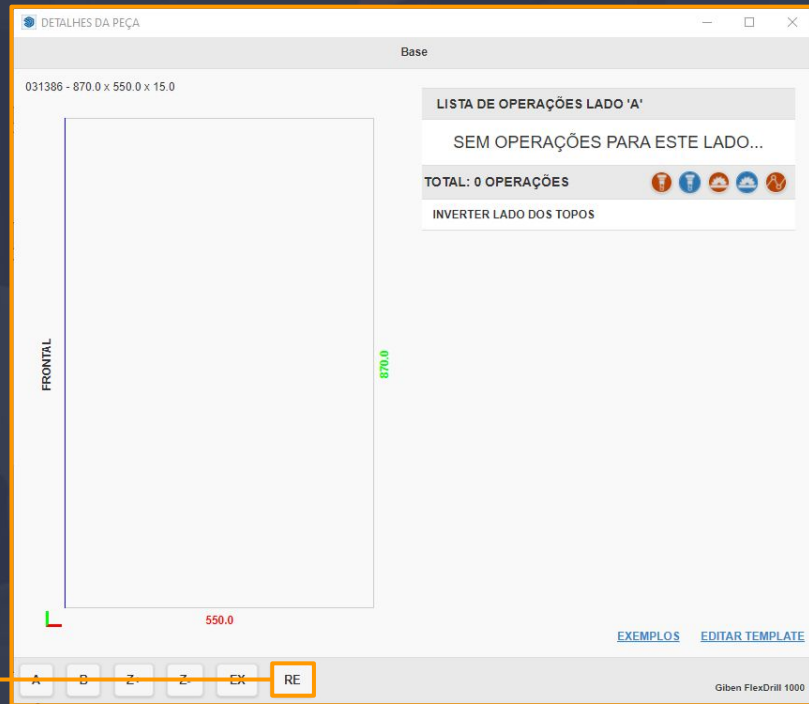 DETALHES DA PEÇA
Base
031386 - 870.0 x 550.0 x 15.0
LISTA DE OPERAÇÕES LADO 'A'
SEM OPERAÇÕES PARA ESTE LADO...
TOTAL: 0 OPERAÇÕES
INVERTER LADO DOS TOPOS
FRONTAL
870.0
550.0
EXEMPLOS EDITAR TEMPLATE
A B Z+ Z- EX RE
Giben FlexDrill 1000